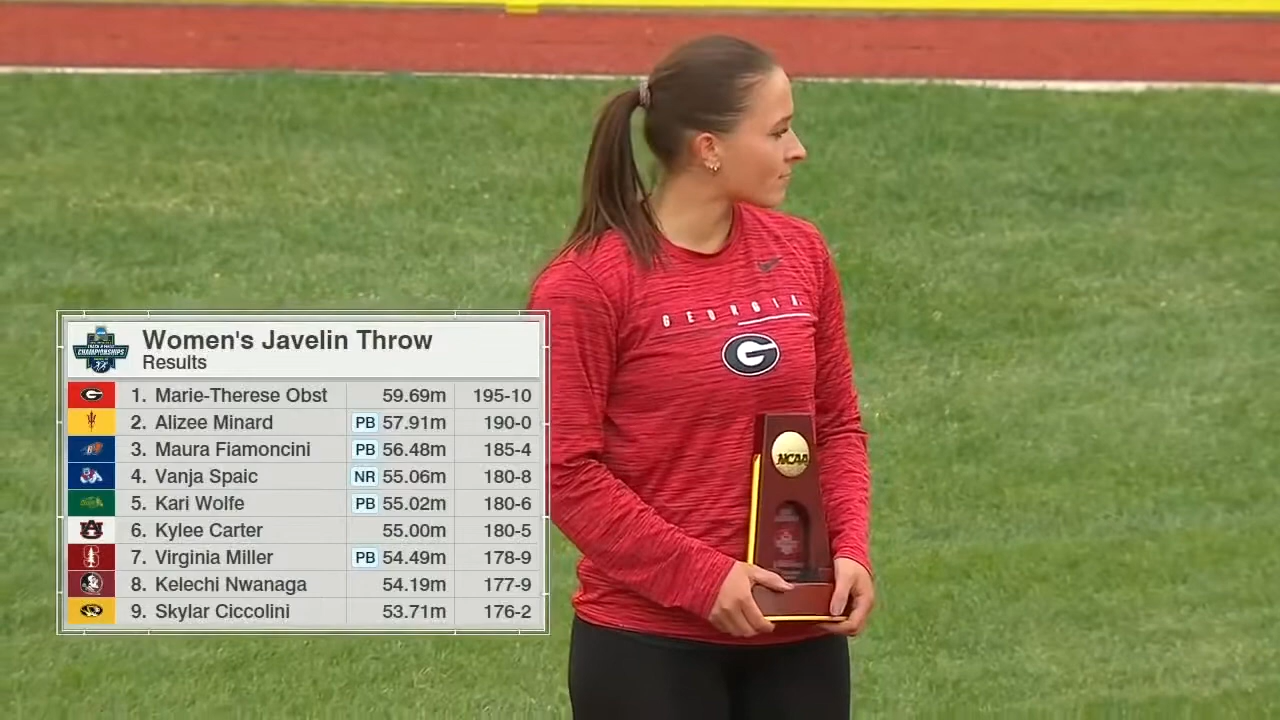 GEORGIA
G
NCAA
CHAMPIONSHIPS
Women's Javelin Throw
Results
G 1. Marie-Therese Obst 59.69m 195-10
2. Alizee Minard PB 57.91m 190-0
3. Maura Fiamoncini PB 56.48m 185-4
4. Vanja Spaic NR 55.06m 180-8
5. Kari Wolfe PB 55.02m 180-6
6. Kylee Carter 55.00m 180-5
7. Virginia Miller PB 54.49m 178-9
8. Kelechi Nwanaga 54.19m 177-9
9. Skylar Ciccolini 53.71m 176-2